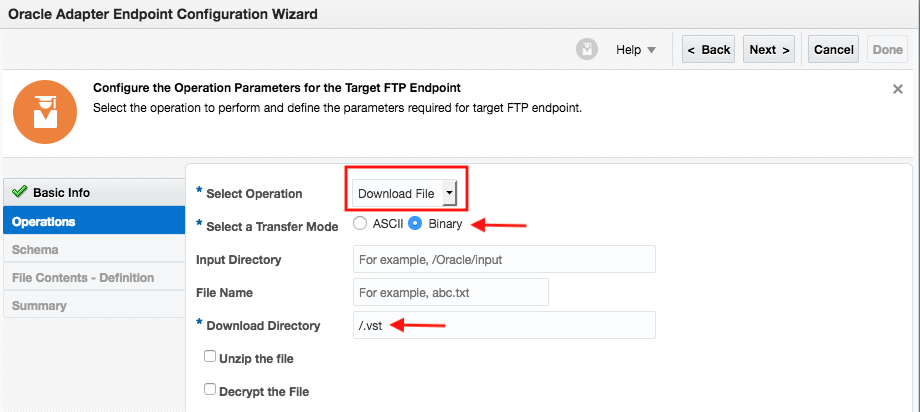 Oracle Adapter Endpoint Configuration Wizard
Help
< Back
Next >
Cancel
Done
Configure the Operation Parameters for the Target FTP Endpoint
Select the operation to perform and define the parameters required for target FTP endpoint.
Basic Info
Operations
Schema
File Contents - Definition
Summary
* Select Operation
Download File
* Select a Transfer Mode
ASCII
Binary
Input Directory
For example, /Oracle/input
File Name
For example, abc.txt
* Download Directory
/.vst
Unzip the file
Decrypt the File